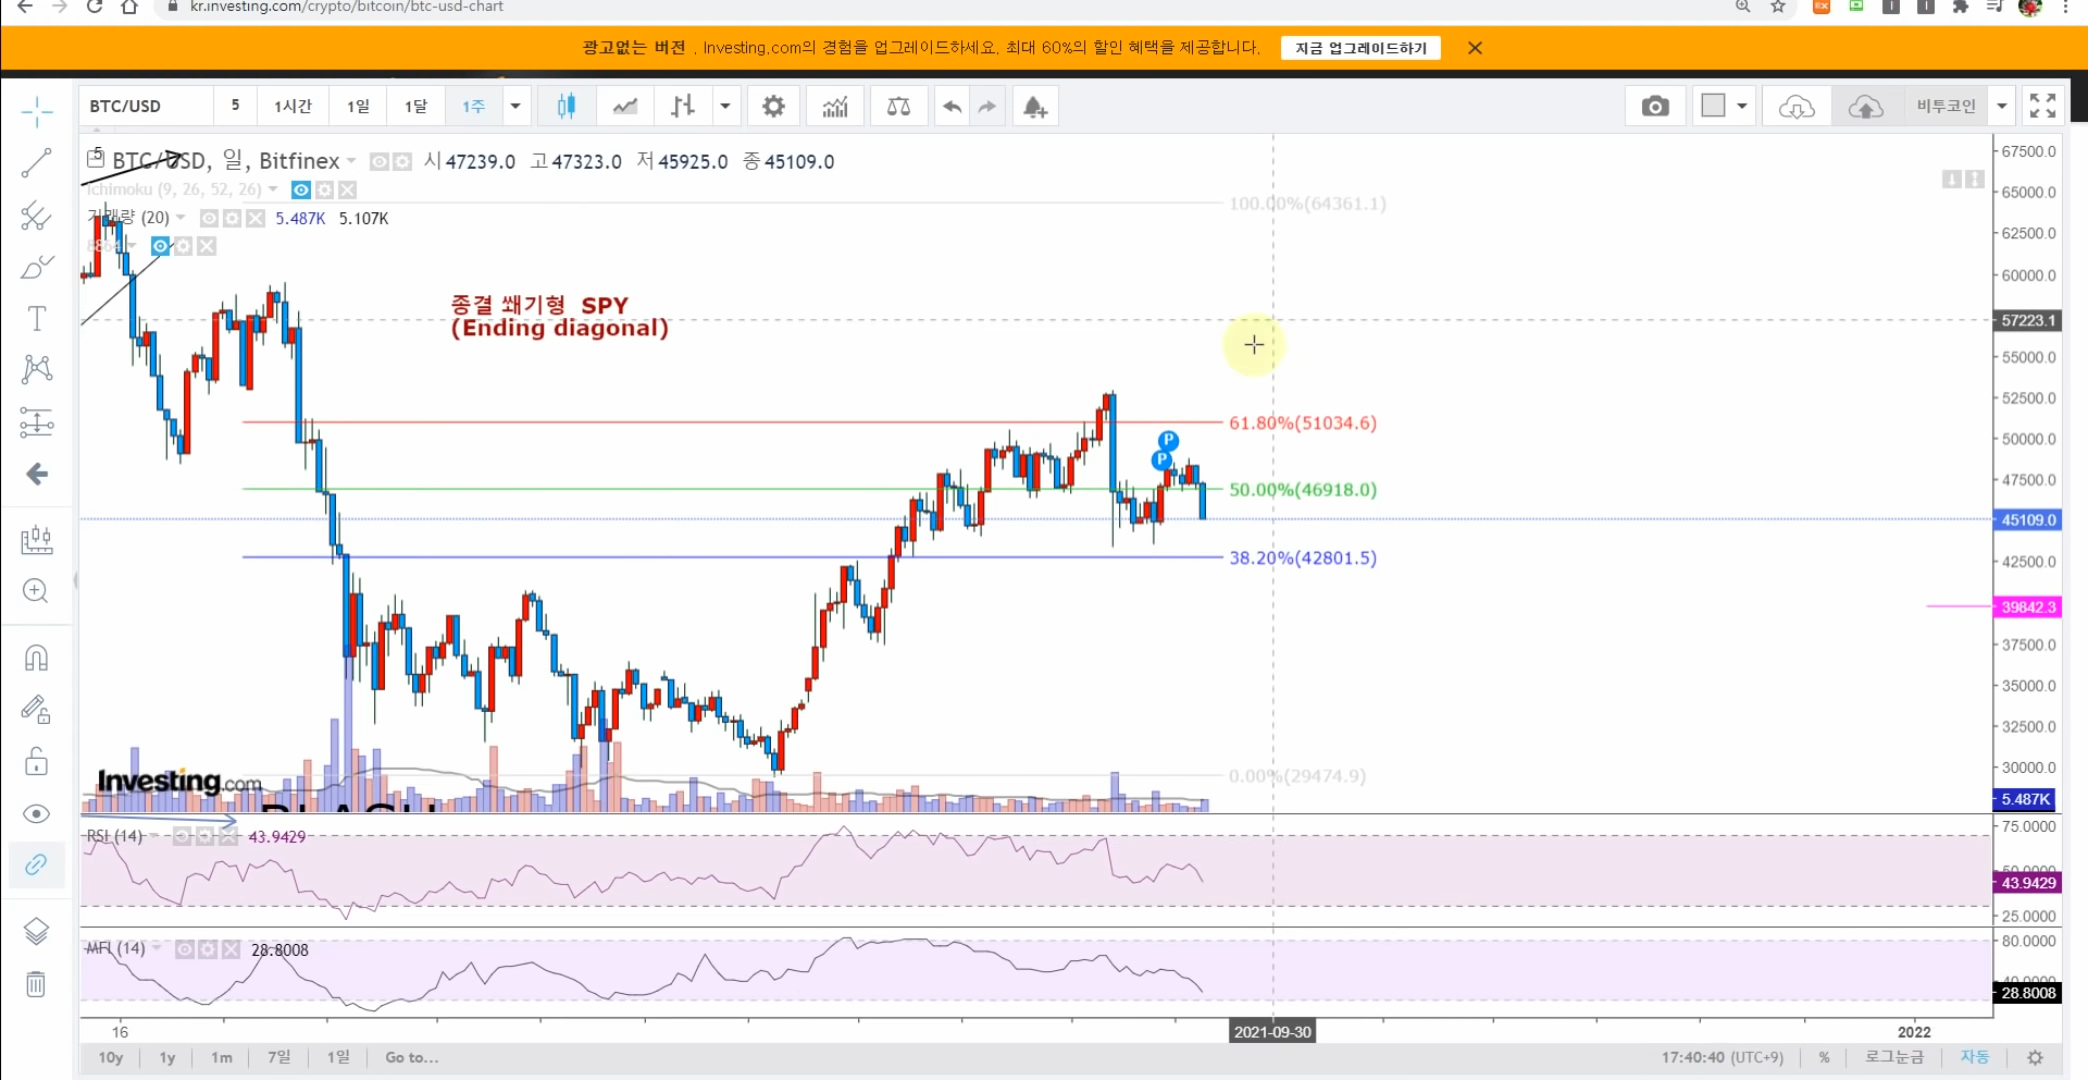 kr.investing.com/crypto/bitcoin/btc-usd-chart
광고없는 버전 . Investing.com의 경험을 업그레이드하세요. 최대 60%의 할인 혜택을 제공합니다. 지금 업그레이드하기
BTC/USD 5 1시간 1일 1달 1주 비투코인
5
BTC/USD, 일, Bitfinex 시 47239.0 고 47323.0 저 45925.0 종 45109.0
Ichimoku (9, 26, 52, 26)
거래량 (20) 5.487K 5.107K
종결 쐐기형 SPY
(Ending diagonal)
100.00%(64361.1)
61.80%(51034.6)
P
P
50.00%(46918.0)
38.20%(42801.5)
0.00%(29474.9)
67500.0
65000.0
62500.0
60000.0
57223.1
55000.0
52500.0
50000.0
47500.0
45109.0
42500.0
39842.3
37500.0
35000.0
32500.0
30000.0
5.487K
Investing.com
RSI (14) 43.9429
75.0000
50.0000
43.9429
25.0000
MFI (14) 28.8008
80.0000
40.0000
28.8008
16 2021-09-30 2022
10y 1y 1m 7일 1일 Go to... 17:40:40 (UTC+9) % 로그눈금 자동